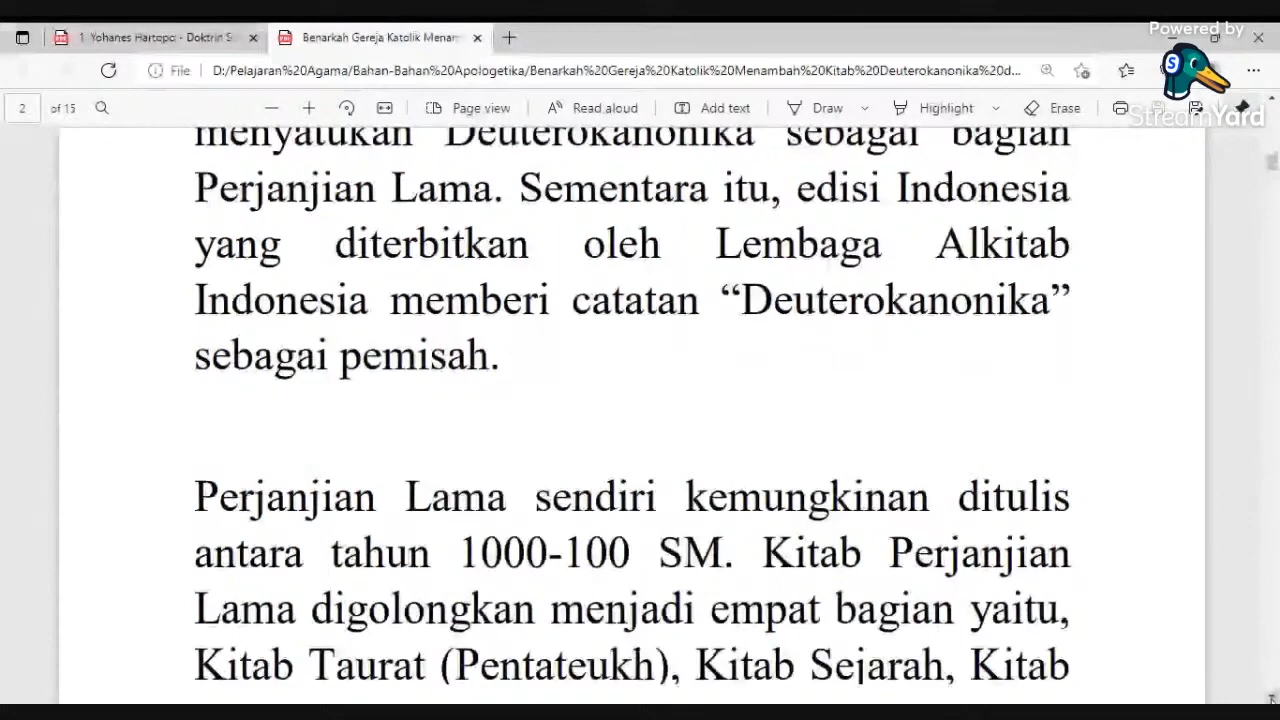 Powered by
1. Yohanes Hartopo - Doktrin S
Benarkah Gereja Katolik Menam
File
D:/Pelajaran%20Agama/Bahan-Bahan%20Apologetika/Benarkah%20Gereja%20Katolik%20Menambah%20Kitab%20Deuterokanonika%20d...
S
2 of 15
Page view
Read aloud
Add text
Draw
Highlight
Erase
StreamYard
menyatukan Deuterokanonika sebagai bagian
Perjanjian Lama. Sementara itu, edisi Indonesia
yang diterbitkan oleh Lembaga Alkitab
Indonesia memberi catatan “Deuterokanonika”
sebagai pemisah.
Perjanjian Lama sendiri kemungkinan ditulis
antara tahun 1000-100 SM. Kitab Perjanjian
Lama digolongkan menjadi empat bagian yaitu,
Kitab Taurat (Pentateukh), Kitab Sejarah, Kitab